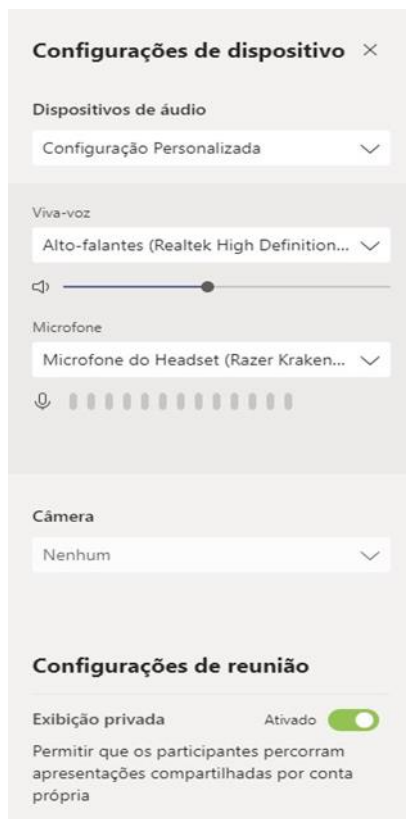 Configurações de dispositivo
Dispositivos de áudio
Configuração Personalizada
Viva-voz
Alto-falantes (Realtek High Definition...
Microfone
Microfone do Headset (Razer Kraken...
Câmera
Nenhum
Configurações de reunião
Exibição privada Ativado
Permitir que os participantes percorram
apresentações compartilhadas por conta
própria